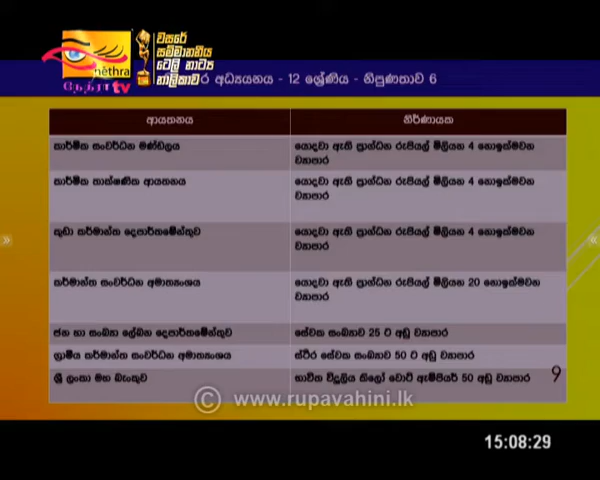 වසරේ
සම්මානනීය
ටෙලි නාට්‍ය
නාලිකාව
nethra
நேத்ரா tv
ර අධ්‍යයනය - 12 ශ්‍රේණිය - නිපුණතාව 6
ආයතනය නිර්ණායක
කාර්මික සංවර්ධන මණ්ඩලය යොදවා ඇති ප්‍රාග්ධන රුපියල් මිලියන 4 නොඉක්මවන
ව්‍යාපාර
කාර්මික තාක්ෂණික ආයතනය යොදවා ඇති ප්‍රාග්ධන රුපියල් මිලියන 4 නොඉක්මවන
ව්‍යාපාර
කුඩා කර්මාන්ත දෙපාර්තමේන්තුව යොදවා ඇති ප්‍රාග්ධන රුපියල් මිලියන 4 නොඉක්මවන
ව්‍යාපාර
කර්මාන්ත සංවර්ධන අමාත්‍යංශය යොදවා ඇති ප්‍රාග්ධන රුපියල් මිලියන 20 නොඉක්මවන
ව්‍යාපාර
ජන හා සංඛ්‍යා ලේඛන දෙපාර්තමේන්තුව සේවක සංඛ්‍යාව 25 ට අඩු ව්‍යාපාර
ග්‍රාමීය කර්මාන්ත සංවර්ධන අමාත්‍යංශය ස්ථිර සේවක සංඛ්‍යාව 50 ට අඩු ව්‍යාපාර
ශ්‍රී ලංකා මහ බැංකුව භාවිත විදුලිය කිලෝ වොට් ඇම්පියර් 50 අඩු ව්‍යාපාර 9
© www.rupavahini.lk
15:08:29